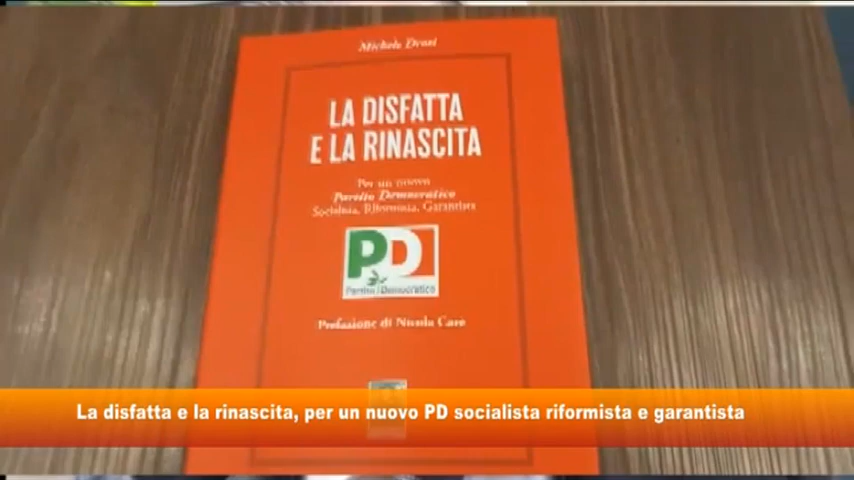 Michele Drosi
LA DISFATTA
E LA RINASCITA
Per un nuovo
Partito Democratico
Socialista, Riformista, Garantista
PD
Partito Democratico
Prefazione di Nicola Caro
La disfatta e la rinascita, per un nuovo PD socialista riformista e garantista